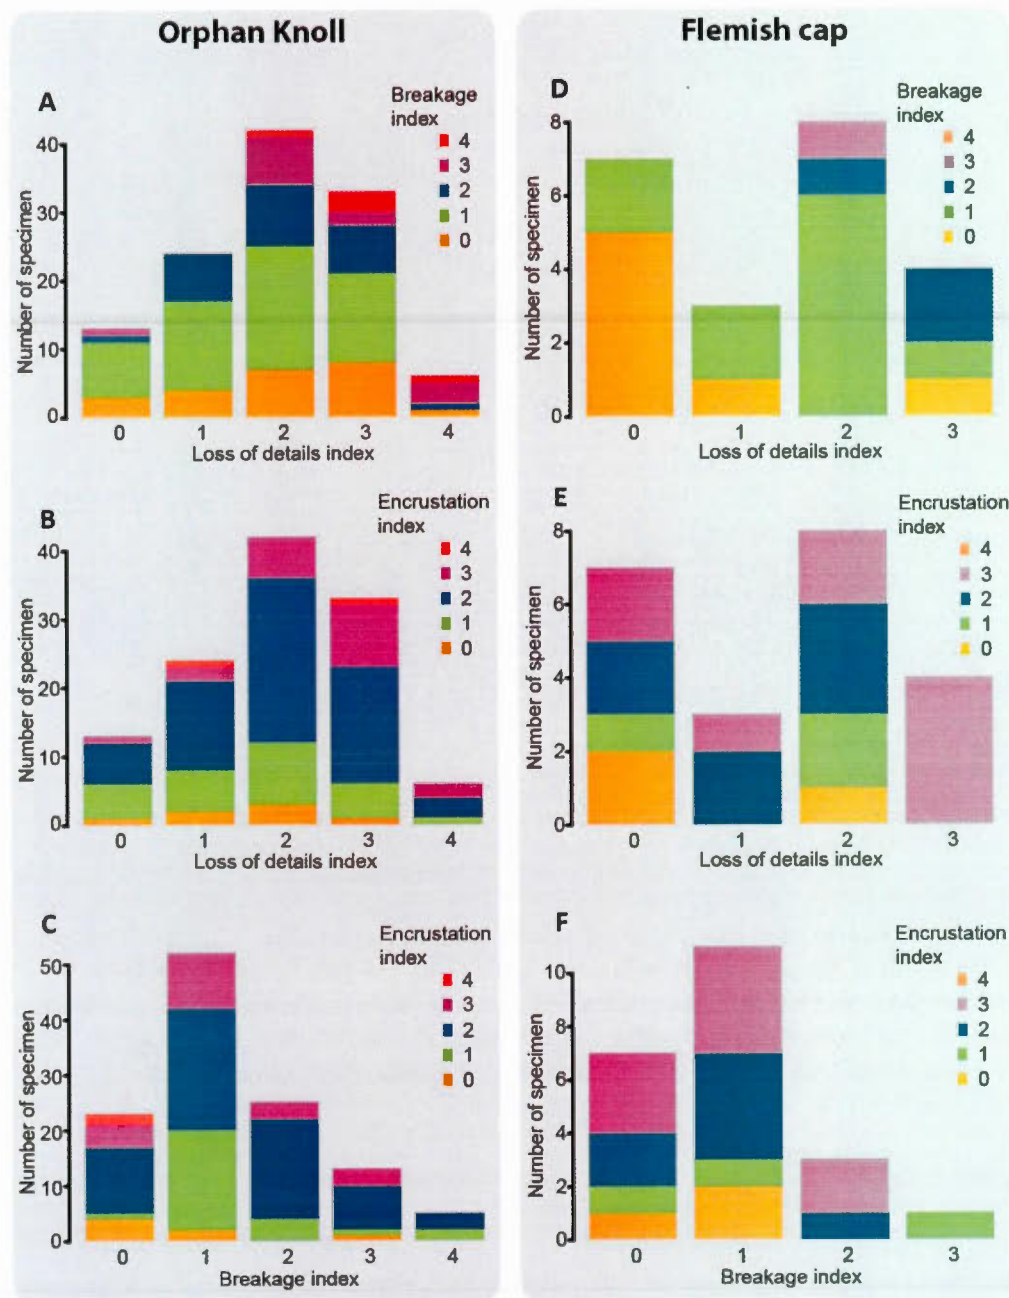 Orphan Knoll
Flemish cap
A
Breakage
index
4
3
2
1
0
Number of specimen
40
30
20
10
0
0 1 2 3 4
Loss of details index
B
Encrustation
index
4
3
2
1
0
Number of specimen
40
30
20
10
0
0 1 2 3 4
Loss of details index
C
Encrustation
index
4
3
2
1
0
Number of specimen
50
40
30
20
10
0
0 1 2 3 4
Breakage index
D
Breakage
index
4
3
2
1
0
Number of specimen
8
6
4
2
0
0 1 2 3
Loss of details index
E
Encrustation
index
4
3
2
1
0
Number of specimen
8
6
4
2
0
0 1 2 3
Loss of details index
F
Encrustation
index
4
3
2
1
0
Number of specimen
10
8
6
4
2
0
0 1 2 3
Breakage index